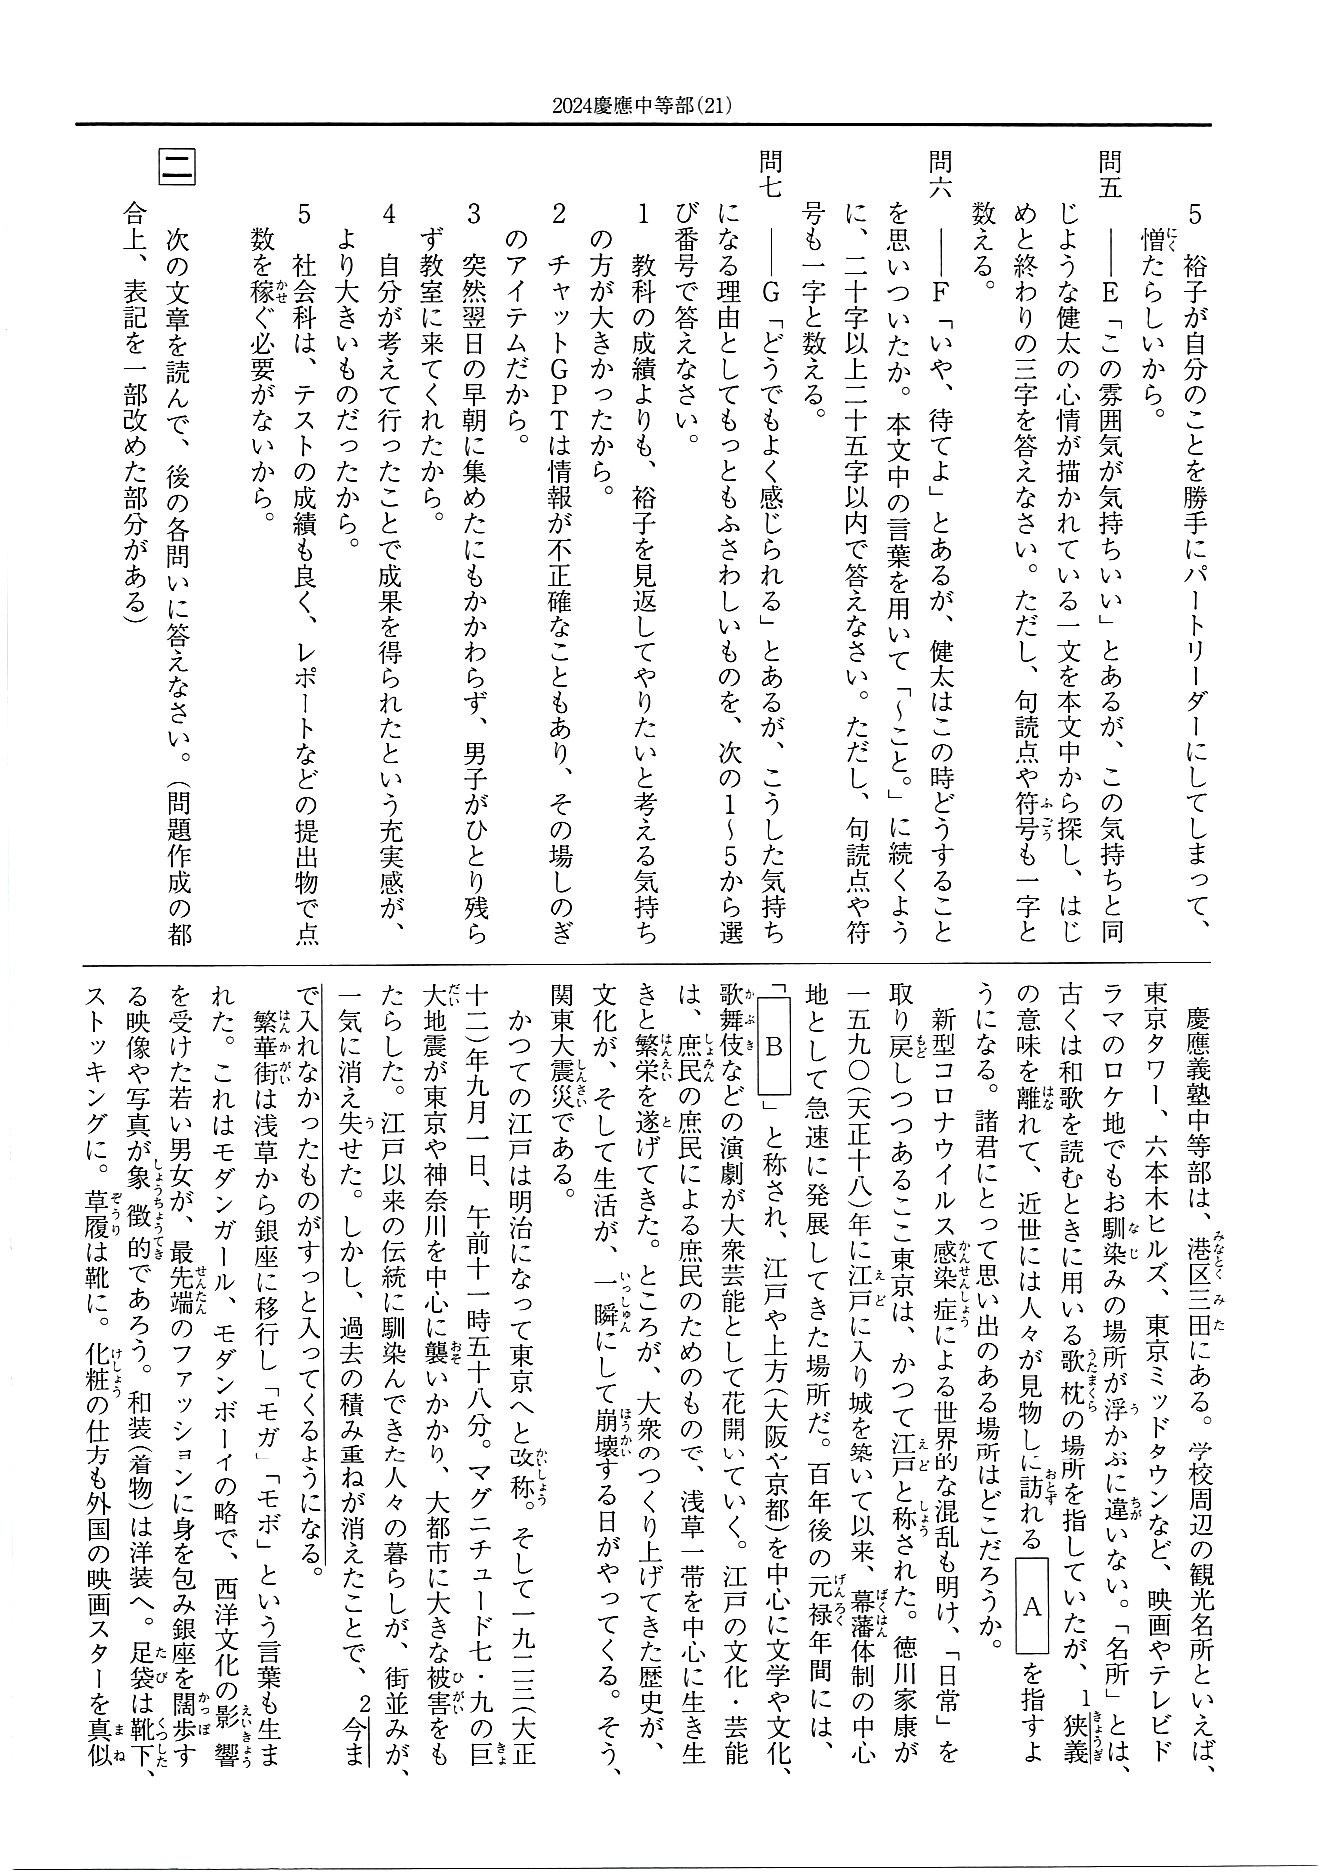 2024慶應中等部(21)
5　裕子が自分のことを勝手にパートリーダーにしてしまって、
憎たらしいから。
問五　――E「この雰囲気が気持ちいい」とあるが、この気持ちと同
じような健太の心情が描かれている一文を本文中から探し、はじ
めと終わりの三字を答えなさい。ただし、句読点や符号も一字と
数える。
問六　――F「いや、待てよ」とあるが、健太はこの時どうすること
を思いついたか。本文中の言葉を用いて「～こと。」に続くよう
に、二十字以上二十五字以内で答えなさい。ただし、句読点や符
号も一字と数える。
問七　――G「どうでもよく感じられる」とあるが、こうした気持ち
になる理由としてもっともふさわしいものを、次の1～5から選
び番号で答えなさい。
1　教科の成績よりも、裕子を見返してやりたいと考える気持ち
の方が大きかったから。
2　チャットGPTは情報が不正確なこともあり、その場しのぎ
のアイテムだから。
3　突然翌日の早朝に集めたにもかかわらず、男子がひとり残ら
ず教室に来てくれたから。
4　自分が考えて行ったことで成果を得られたという充実感が、
より大きいものだったから。
5　社会科は、テストの成績も良く、レポートなどの提出物で点
数を稼ぐ必要がないから。
二　次の文章を読んで、後の各問いに答えなさい。（問題作成の都
合上、表記を一部改めた部分がある）
慶應義塾中等部は、港区三田にある。学校周辺の観光名所といえば、
東京タワー、六本木ヒルズ、東京ミッドタウンなど、映画やテレビド
ラマのロケ地でもお馴染みの場所が浮かぶに違いない。「名所」とは、
古くは和歌を読むときに用いる歌枕の場所を指していたが、1狭義
の意味を離れて、近世には人々が見物しに訪れる　A　を指すよ
うになる。諸君にとって思い出のある場所はどこだろうか。
新型コロナウイルス感染症による世界的な混乱も明け、「日常」を
取り戻しつつあるここ東京は、かつて江戸と称された。徳川家康が
一五九〇（天正十八）年に江戸に入り城を築いて以来、幕藩体制の中心
地として急速に発展してきた場所だ。百年後の元禄年間には、
「　B　」と称され、江戸や上方（大阪や京都）を中心に文学や文化、
歌舞伎などの演劇が大衆芸能として花開いていく。江戸の文化・芸能
は、庶民の庶民による庶民のためのもので、浅草一帯を中心に生き生
きと繁栄を遂げてきた。ところが、大衆のつくり上げてきた歴史が、
文化が、そして生活が、一瞬にして崩壊する日がやってくる。そう、
関東大震災である。
かつての江戸は明治になって東京へと改称。そして一九二三（大正
十二）年九月一日、午前十一時五十八分。マグニチュード七・九の巨
大地震が東京や神奈川を中心に襲いかかり、大都市に大きな被害をも
たらした。江戸以来の伝統に馴染んできた人々の暮らしが、街並みが、
一気に消え失せた。しかし、過去の積み重ねが消えたことで、2今ま
で入れなかったものがすっと入ってくるようになる。
繁華街は浅草から銀座に移行し「モガ」「モボ」という言葉も生ま
れた。これはモダンガール、モダンボーイの略で、西洋文化の影響
を受けた若い男女が、最先端のファッションに身を包み銀座を闊歩す
る映像や写真が象徴的であろう。和装（着物）は洋装へ。足袋は靴下、
ストッキングに。草履は靴に。化粧の仕方も外国の映画スターを真似